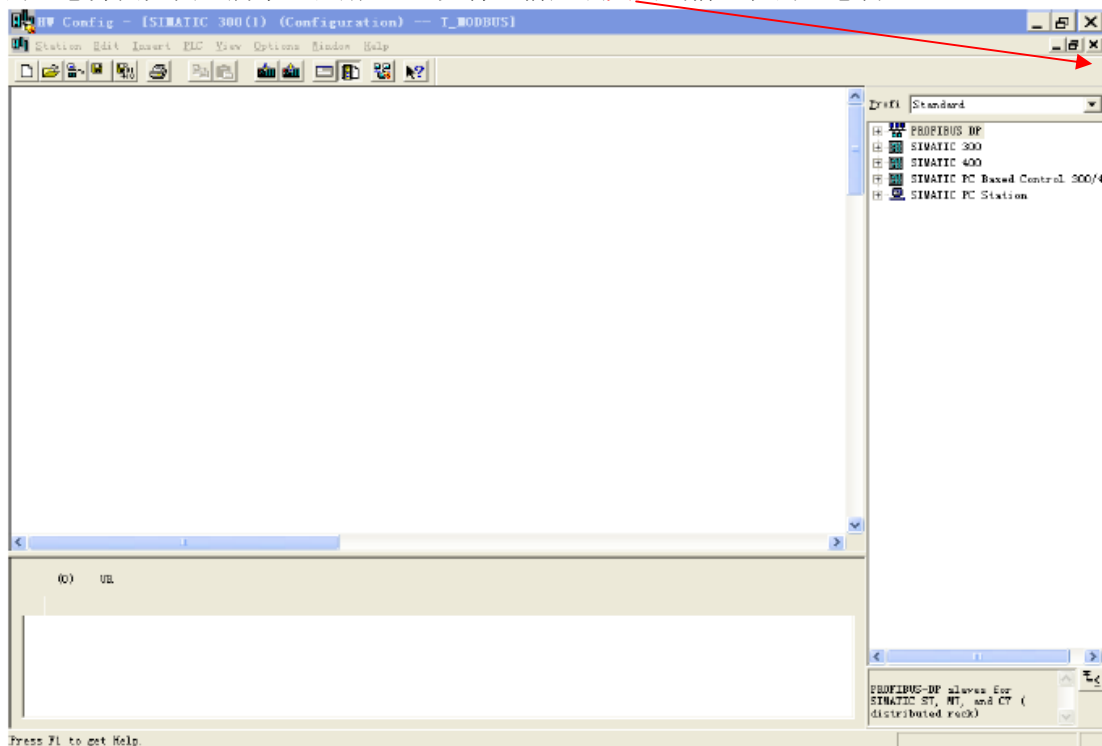 HW Config - [SIMATIC 300(1) (Configuration) -- T_MODBUS]
Station Edit Insert PLC View Options Window Help
Profi Standard
PROFIBUS DP
SIMATIC 300
SIMATIC 400
SIMATIC PC Based Control 300/4
SIMATIC PC Station
(0) UR
PROFIBUS-DP slaves for
SIMATIC S7, M7, and C7 (
distributed rack)
Press F1 to get Help.